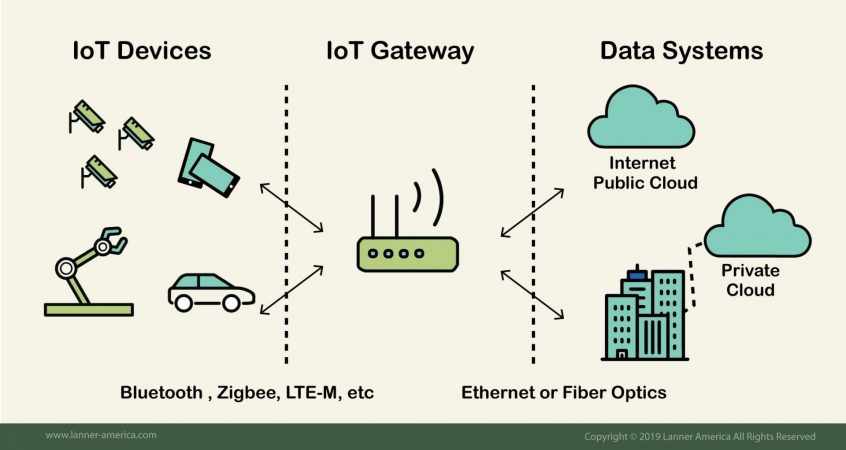 IoT Devices
IoT Gateway
Data Systems
Internet
Public Cloud
Private
Cloud
Bluetooth , Zigbee, LTE-M, etc
Ethernet or Fiber Optics
www.lanner-america.com
Copyright © 2019 Lanner America All Rights Reserved